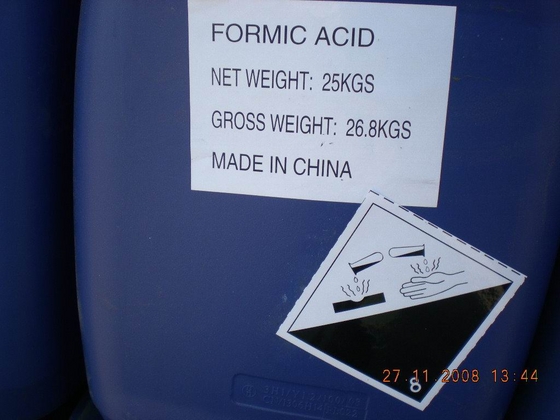 FORMIC ACID
NET WEIGHT: 25KGS
GROSS WEIGHT: 26.8KGS
MADE IN CHINA
8
27.11.2008 13:44